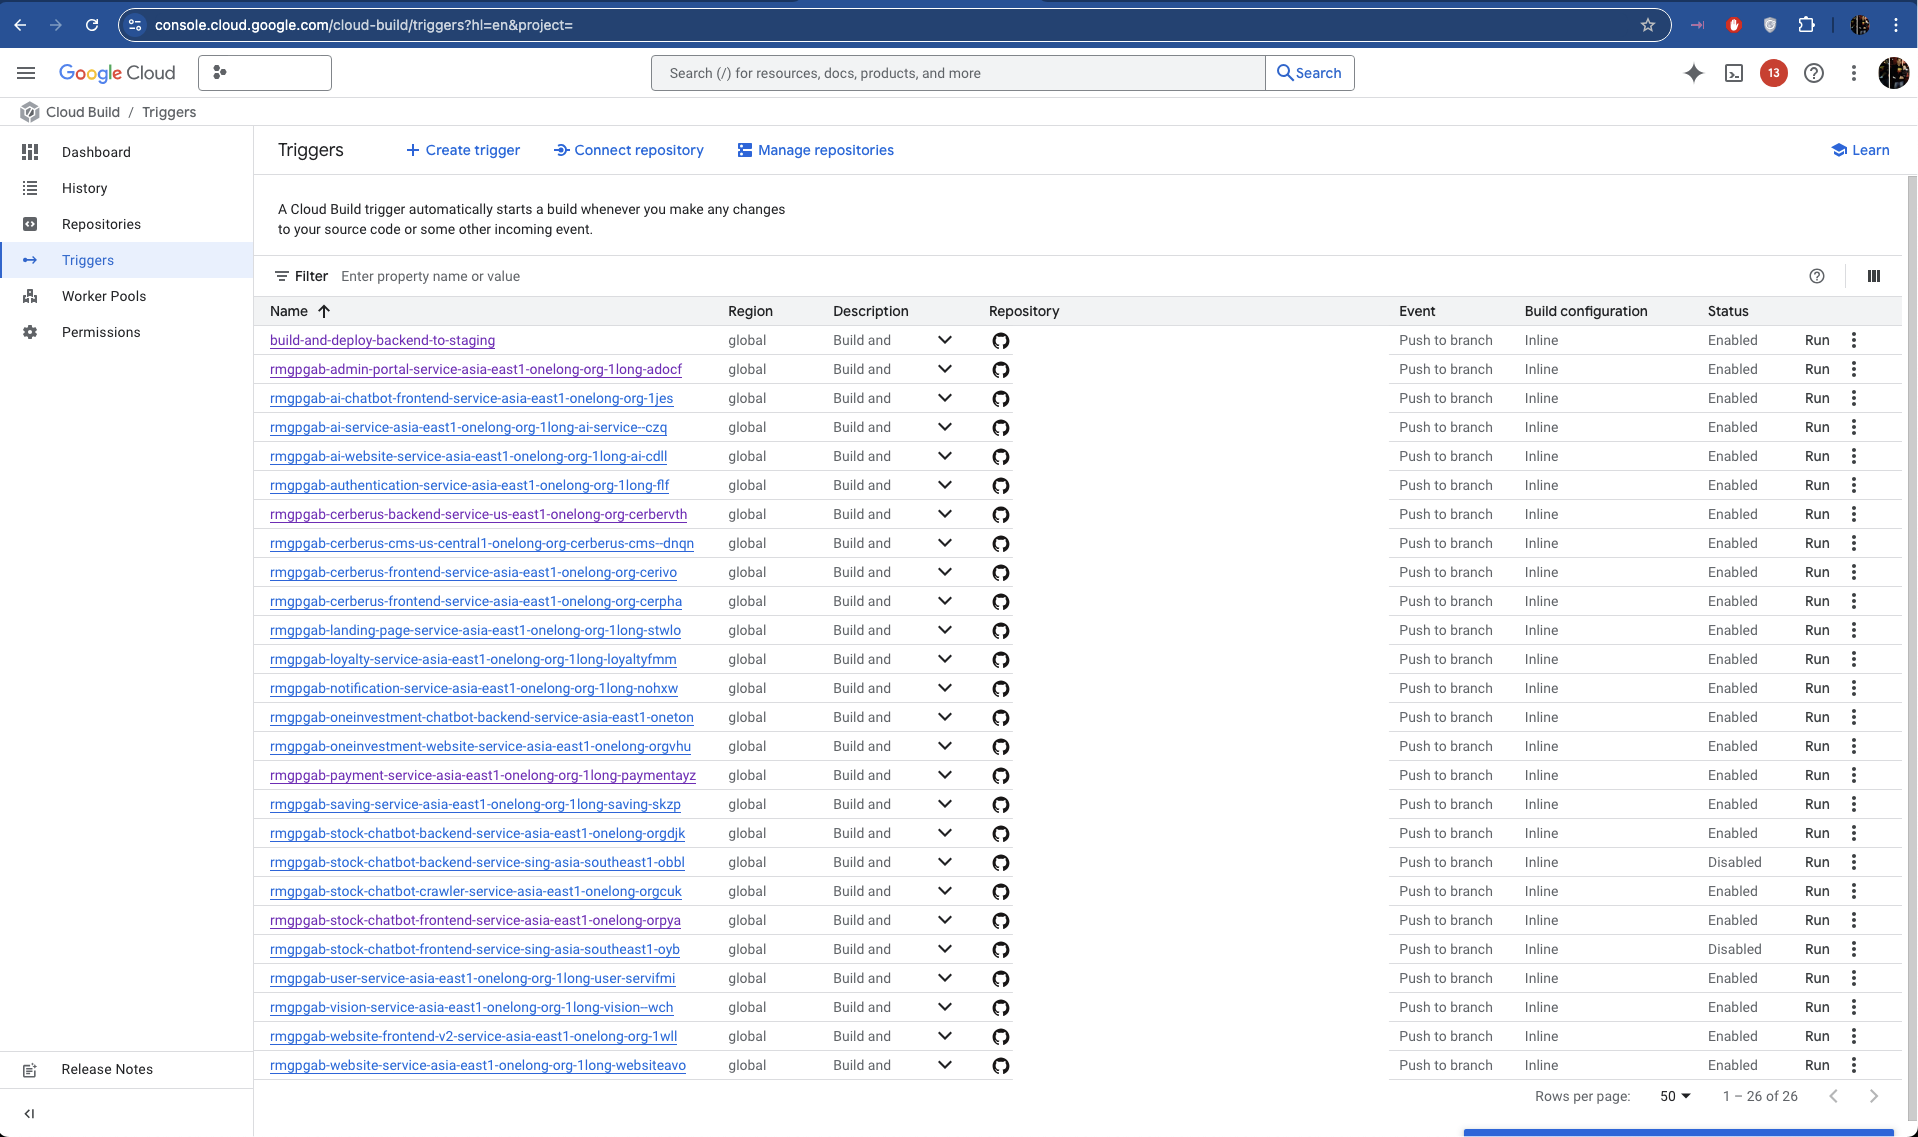 console.cloud.google.com/cloud-build/triggers?hl=en&project=
Google Cloud
Search (/) for resources, docs, products, and more
Search
13
Cloud Build / Triggers
Dashboard
History
Repositories
Triggers
Worker Pools
Permissions
Release Notes
Triggers
Create trigger
Connect repository
Manage repositories
Learn
A Cloud Build trigger automatically starts a build whenever you make any changes
to your source code or some other incoming event.
Filter Enter property name or value
Name Region Description Repository Event Build configuration Status
build-and-deploy-backend-to-staging global Build and Push to branch Inline Enabled Run
rmgpgab-admin-portal-service-asia-east1-onelong-org-1long-adocf global Build and Push to branch Inline Enabled Run
rmgpgab-ai-chatbot-frontend-service-asia-east1-onelong-org-1jes global Build and Push to branch Inline Enabled Run
rmgpgab-ai-service-asia-east1-onelong-org-1long-ai-service--czq global Build and Push to branch Inline Enabled Run
rmgpgab-ai-website-service-asia-east1-onelong-org-1long-ai-cdll global Build and Push to branch Inline Enabled Run
rmgpgab-authentication-service-asia-east1-onelong-org-1long-flf global Build and Push to branch Inline Enabled Run
rmgpgab-cerberus-backend-service-us-east1-onelong-org-cerbervth global Build and Push to branch Inline Enabled Run
rmgpgab-cerberus-cms-us-central1-onelong-org-cerberus-cms--dnqn global Build and Push to branch Inline Enabled Run
rmgpgab-cerberus-frontend-service-asia-east1-onelong-org-cerivo global Build and Push to branch Inline Enabled Run
rmgpgab-cerberus-frontend-service-asia-east1-onelong-org-cerpha global Build and Push to branch Inline Enabled Run
rmgpgab-landing-page-service-asia-east1-onelong-org-1long-stwlo global Build and Push to branch Inline Enabled Run
rmgpgab-loyalty-service-asia-east1-onelong-org-1long-loyaltyfmm global Build and Push to branch Inline Enabled Run
rmgpgab-notification-service-asia-east1-onelong-org-1long-nohxw global Build and Push to branch Inline Enabled Run
rmgpgab-oneinvestment-chatbot-backend-service-asia-east1-oneton global Build and Push to branch Inline Enabled Run
rmgpgab-oneinvestment-website-service-asia-east1-onelong-orgvhu global Build and Push to branch Inline Enabled Run
rmgpgab-payment-service-asia-east1-onelong-org-1long-paymentayz global Build and Push to branch Inline Enabled Run
rmgpgab-saving-service-asia-east1-onelong-org-1long-saving-skzp global Build and Push to branch Inline Enabled Run
rmgpgab-stock-chatbot-backend-service-asia-east1-onelong-orgdjk global Build and Push to branch Inline Enabled Run
rmgpgab-stock-chatbot-backend-service-sing-asia-southeast1-obbl global Build and Push to branch Inline Disabled Run
rmgpgab-stock-chatbot-crawler-service-asia-east1-onelong-orgcuk global Build and Push to branch Inline Enabled Run
rmgpgab-stock-chatbot-frontend-service-asia-east1-onelong-orpya global Build and Push to branch Inline Enabled Run
rmgpgab-stock-chatbot-frontend-service-sing-asia-southeast1-oyb global Build and Push to branch Inline Disabled Run
rmgpgab-user-service-asia-east1-onelong-org-1long-user-servifmi global Build and Push to branch Inline Enabled Run
rmgpgab-vision-service-asia-east1-onelong-org-1long-vision--wch global Build and Push to branch Inline Enabled Run
rmgpgab-website-frontend-v2-service-asia-east1-onelong-org-1wll global Build and Push to branch Inline Enabled Run
rmgpgab-website-service-asia-east1-onelong-org-1long-websiteavo global Build and Push to branch Inline Enabled Run
Rows per page: 50 1 – 26 of 26